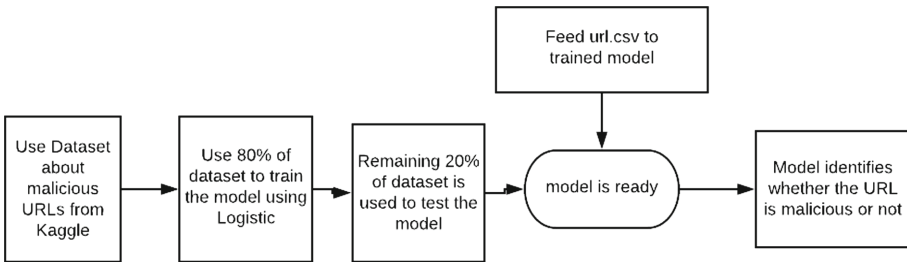 Feed url.csv to
trained model
Use Dataset
about
malicious
URLs from
Kaggle
Use 80% of
dataset to train
the model using
Logistic
Remaining 20%
of dataset is
used to test the
model
model is ready
Model identifies
whether the URL
is malicious or not